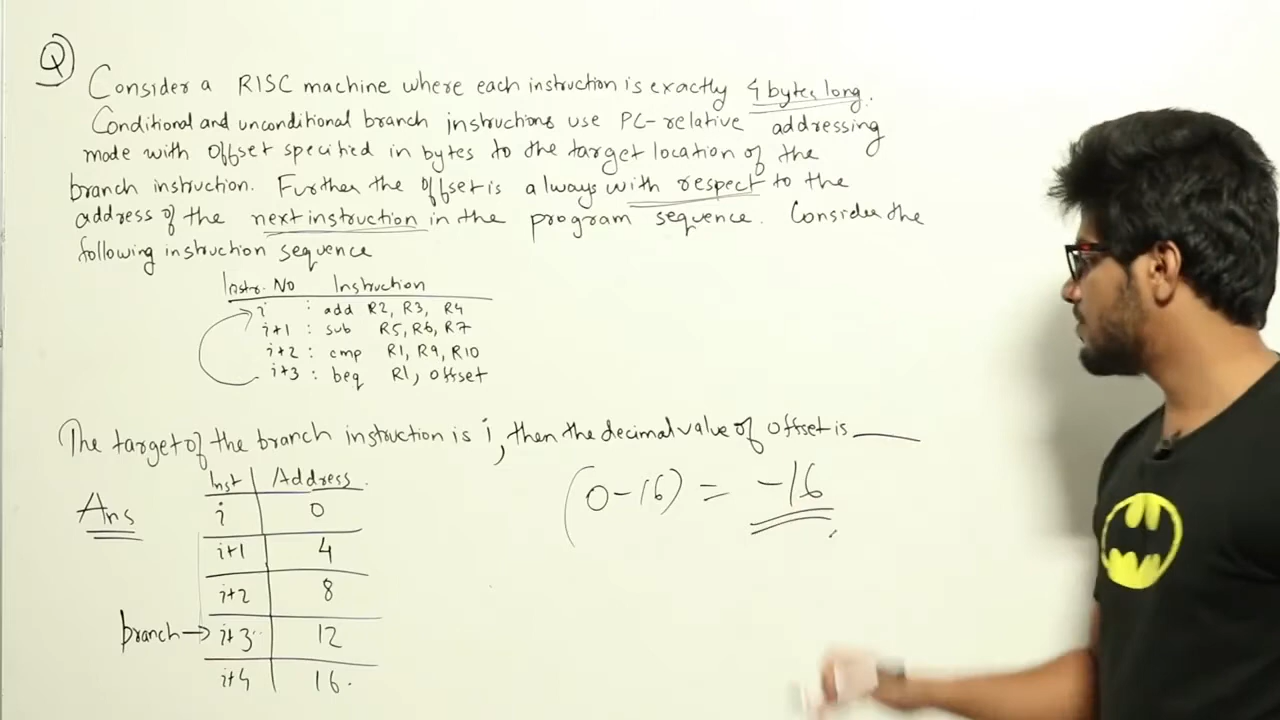 Q
Consider a RISC machine where each instruction is exactly 4 bytes long.
Conditional and unconditional branch instructions use PC-relative addressing
mode with Offset specified in bytes to the target location of the
branch instruction. Further the Offset is always with respect to the
address of the next instruction in the program sequence. Consider the
following instruction sequence
Instr. No Instruction
i : add R2, R3, R4
i+1 : sub R5, R6, R7
i+2 : cmp R1, R9, R10
i+3 : beq R1, Offset
The target of the branch instruction is i, then the decimal value of offset is ____
Ans
Inst Address
i 0
i+1 4
i+2 8
branch → i+3 12
i+4 16
(0-16) = -16